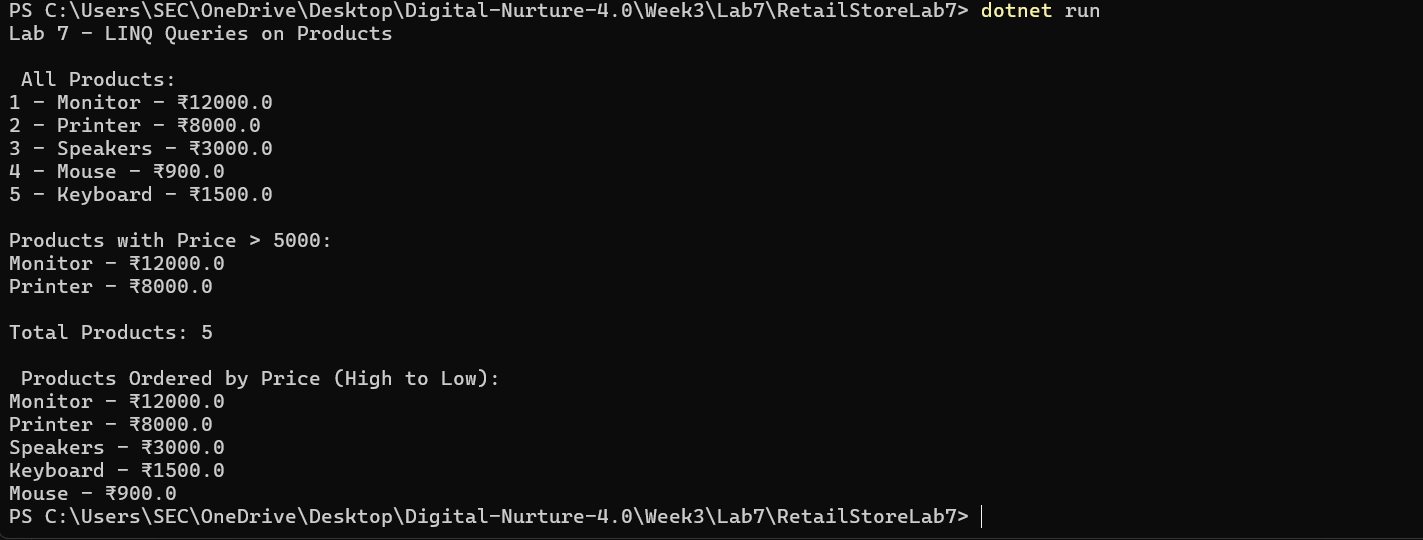 PS C:\Users\SEC\OneDrive\Desktop\Digital-Nurture-4.0\Week3\Lab7\RetailStoreLab7> dotnet run
Lab 7 - LINQ Queries on Products
All Products:
1 - Monitor - ₹12000.0
2 - Printer - ₹8000.0
3 - Speakers - ₹3000.0
4 - Mouse - ₹900.0
5 - Keyboard - ₹1500.0
Products with Price > 5000:
Monitor - ₹12000.0
Printer - ₹8000.0
Total Products: 5
Products Ordered by Price (High to Low):
Monitor - ₹12000.0
Printer - ₹8000.0
Speakers - ₹3000.0
Keyboard - ₹1500.0
Mouse - ₹900.0
PS C:\Users\SEC\OneDrive\Desktop\Digital-Nurture-4.0\Week3\Lab7\RetailStoreLab7>